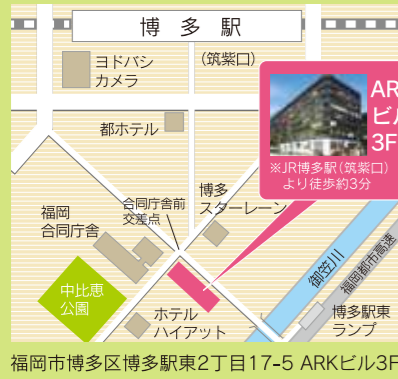 博多駅
ヨドバシ
カメラ
(筑紫口)
都ホテル
AR
ビル
3F
※JR博多駅(筑紫口)
より徒歩約3分
博多
スターレーン
合同庁舎前
交差点
福岡
合同庁舎
中比恵
公園
ホテル
ハイアット
御笠川
福岡都市高速
博多駅東
ランプ
福岡市博多区博多駅東2丁目17-5 ARKビル3F